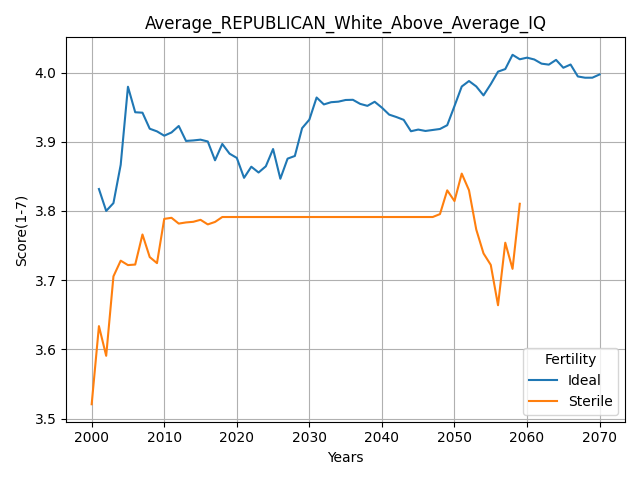 Average_REPUBLICAN_White_Above_Average_IQ
Score(1-7)
4.0
3.9
3.8
3.7
3.6
3.5
2000 2010 2020 2030 2040 2050 2060 2070
Years
Fertility
Ideal
Sterile